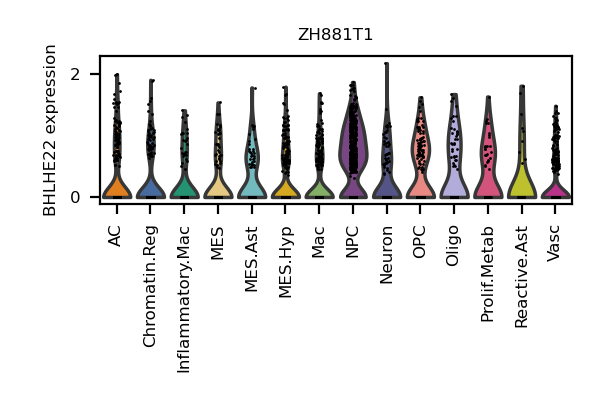 ZH881T1
BHLHE22 expression
2
0
AC
Chromatin.Reg
Inflammatory.Mac
MES
MES.Ast
MES.Hyp
Mac
NPC
Neuron
OPC
Oligo
Prolif.Metab
Reactive.Ast
Vasc